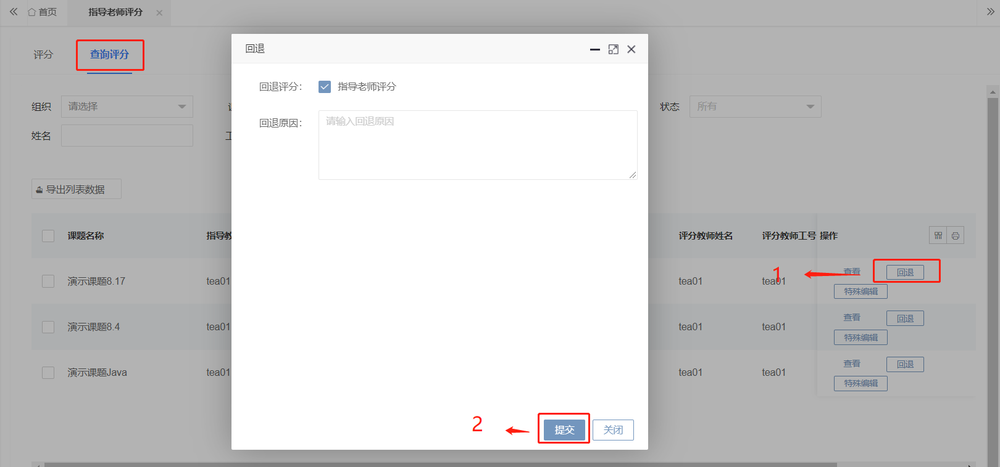 首页
指导老师评分
评分
查询评分
组织
请选择
状态
所有
姓名
工
导出列表数据
课题名称
指导教
评分教师姓名
评分教师工号
操作
演示课题8.17
tea01
tea01
tea01
查看
回退
特殊编辑
演示课题8.4
tea01
tea01
tea01
查看
回退
特殊编辑
演示课题Java
tea01
tea01
tea01
查看
回退
特殊编辑
回退
回退评分：
指导老师评分
回退原因：
请输入回退原因
提交
关闭
1
2